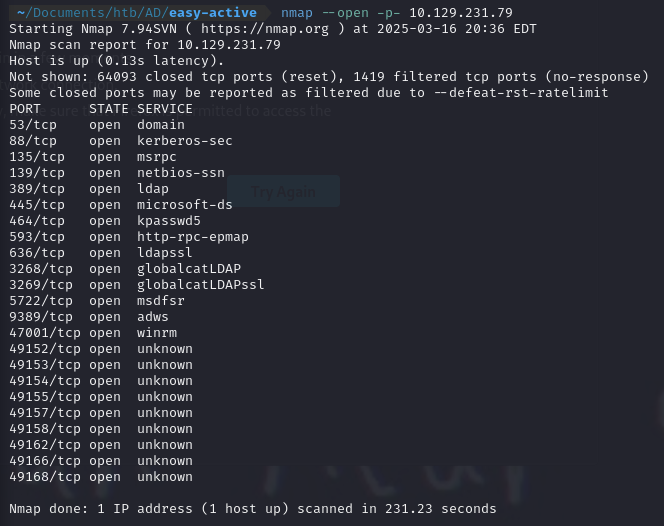 ~/Documents/htb/AD/easy-active nmap --open -p- 10.129.231.79
Starting Nmap 7.94SVN ( https://nmap.org ) at 2025-03-16 20:36 EDT
Nmap scan report for 10.129.231.79
Host is up (0.13s latency).
Not shown: 64093 closed tcp ports (reset), 1419 filtered tcp ports (no-response)
Some closed ports may be reported as filtered due to --defeat-rst-ratelimit
PORT STATE SERVICE
53/tcp open domain
88/tcp open kerberos-sec
135/tcp open msrpc
139/tcp open netbios-ssn
389/tcp open ldap
445/tcp open microsoft-ds
464/tcp open kpasswd5
593/tcp open http-rpc-epmap
636/tcp open ldapssl
3268/tcp open globalcatLDAP
3269/tcp open globalcatLDAPssl
5722/tcp open msdfsr
9389/tcp open adws
47001/tcp open winrm
49152/tcp open unknown
49153/tcp open unknown
49154/tcp open unknown
49155/tcp open unknown
49157/tcp open unknown
49158/tcp open unknown
49162/tcp open unknown
49166/tcp open unknown
49168/tcp open unknown
Nmap done: 1 IP address (1 host up) scanned in 231.23 seconds
Try Again